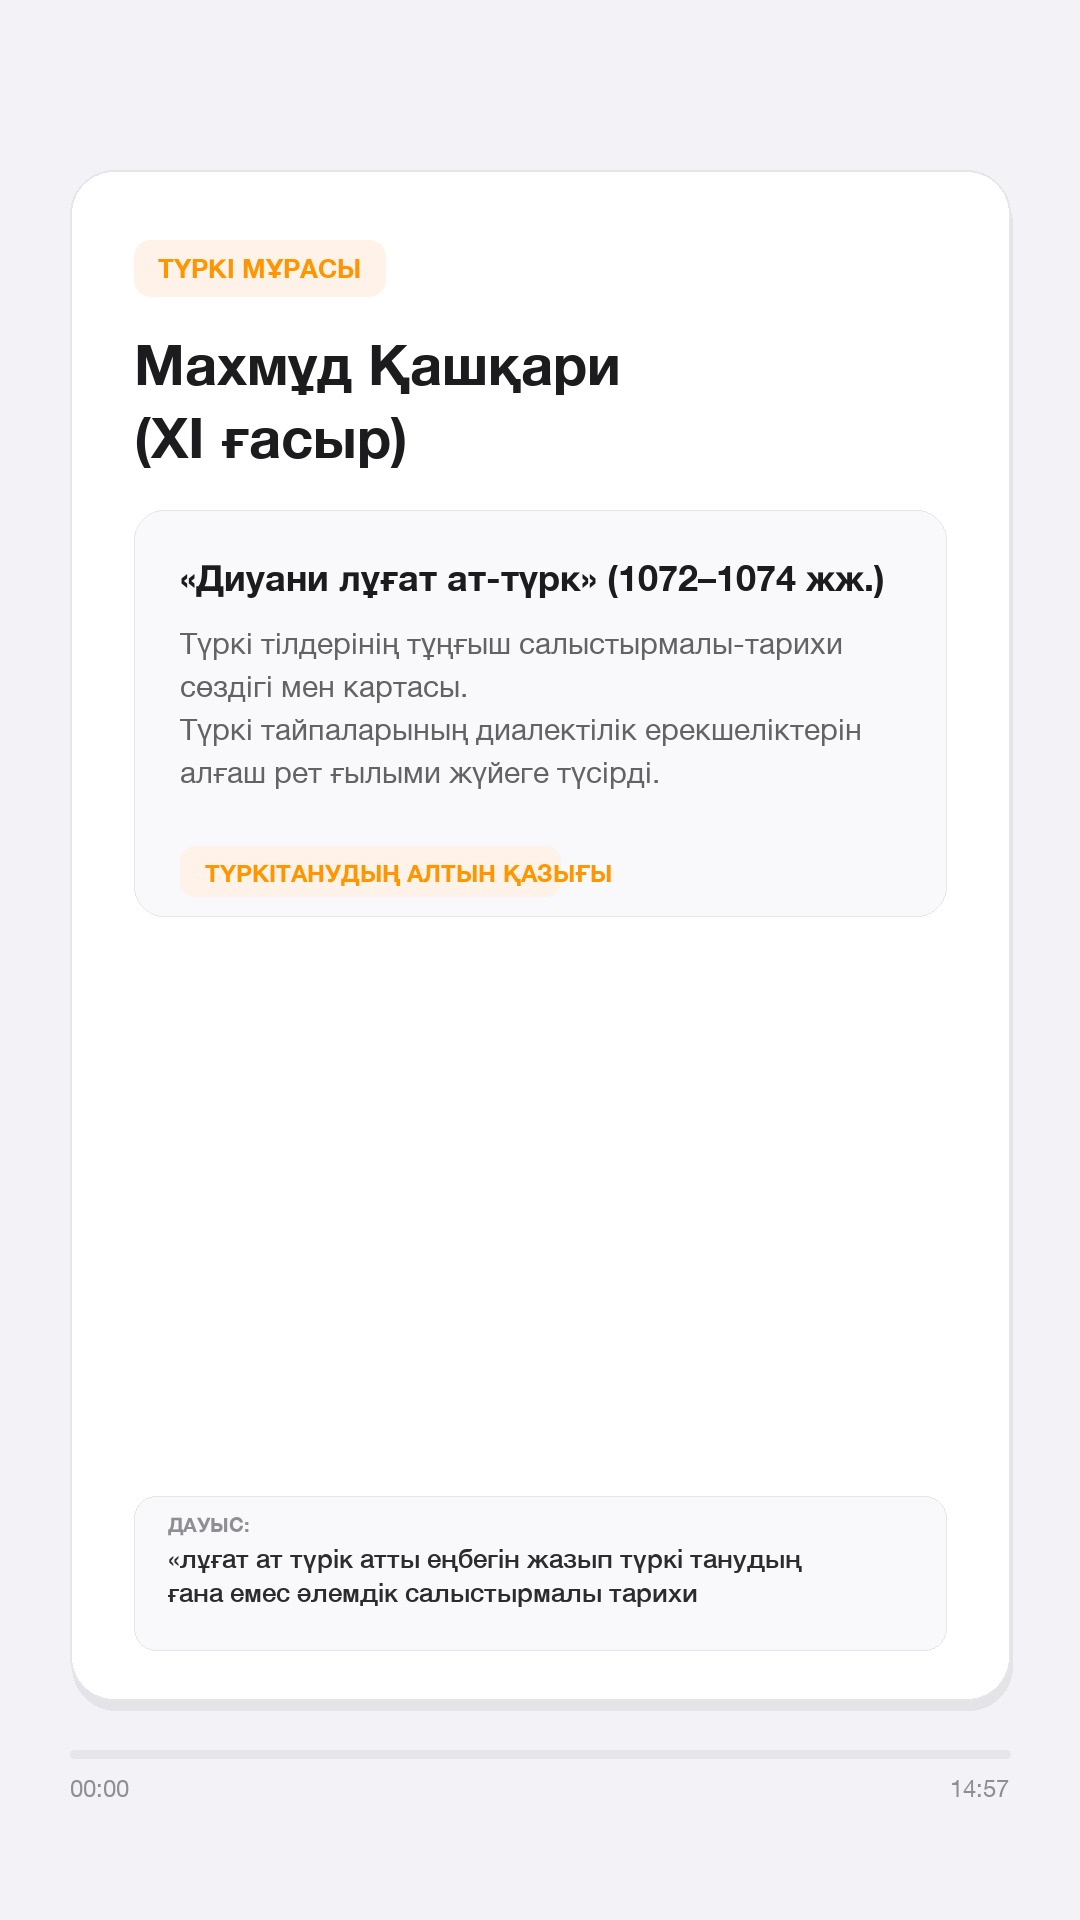 ТҮРКІ МҰРАСЫ
Махмұд Қашқари
(XI ғасыр)
«Диуани лұғат ат-түрк» (1072–1074 жж.)
Түркі тілдерінің тұңғыш салыстырмалы-тарихи
сөздігі мен картасы.
Түркі тайпаларының диалектілік ерекшеліктерін
алғаш рет ғылыми жүйеге түсірді.
ТҮРКІТАНУДЫҢ АЛТЫН ҚАЗЫҒЫ
ДАУЫС:
«лұғат ат түрік атты еңбегін жазып түркі танудың
ғана емес әлемдік салыстырмалы тарихи
00:00
14:57